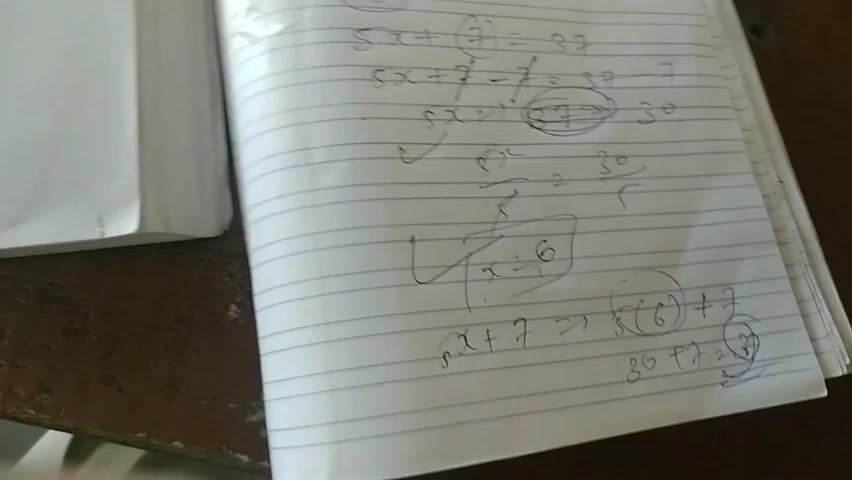 5x + 7 = 37
5x + 7 - 7 = 37 - 7
5x = 30
5x / 5 = 30 / 5
x = 6
5x + 7 => 5(6) + 7
30 + 7 = 37